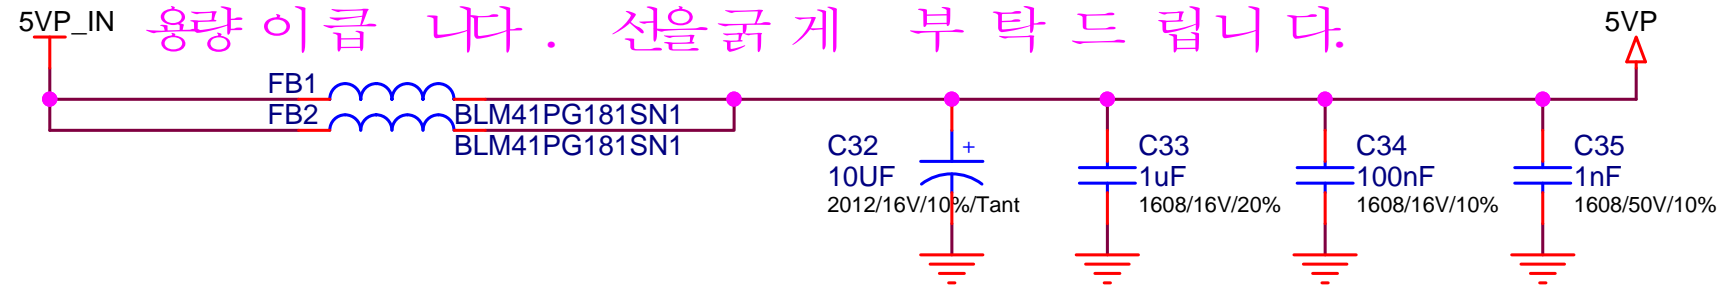 5VP_IN 용량이큽니다. 선을굵게 부탁드립니다. 5VP
FB1
FB2 BLM41PG181SN1
BLM41PG181SN1
C32 C33 C34 C35
10UF + 1uF 100nF 1nF
2012/16V/10%/Tant 1608/16V/20% 1608/16V/10% 1608/50V/10%